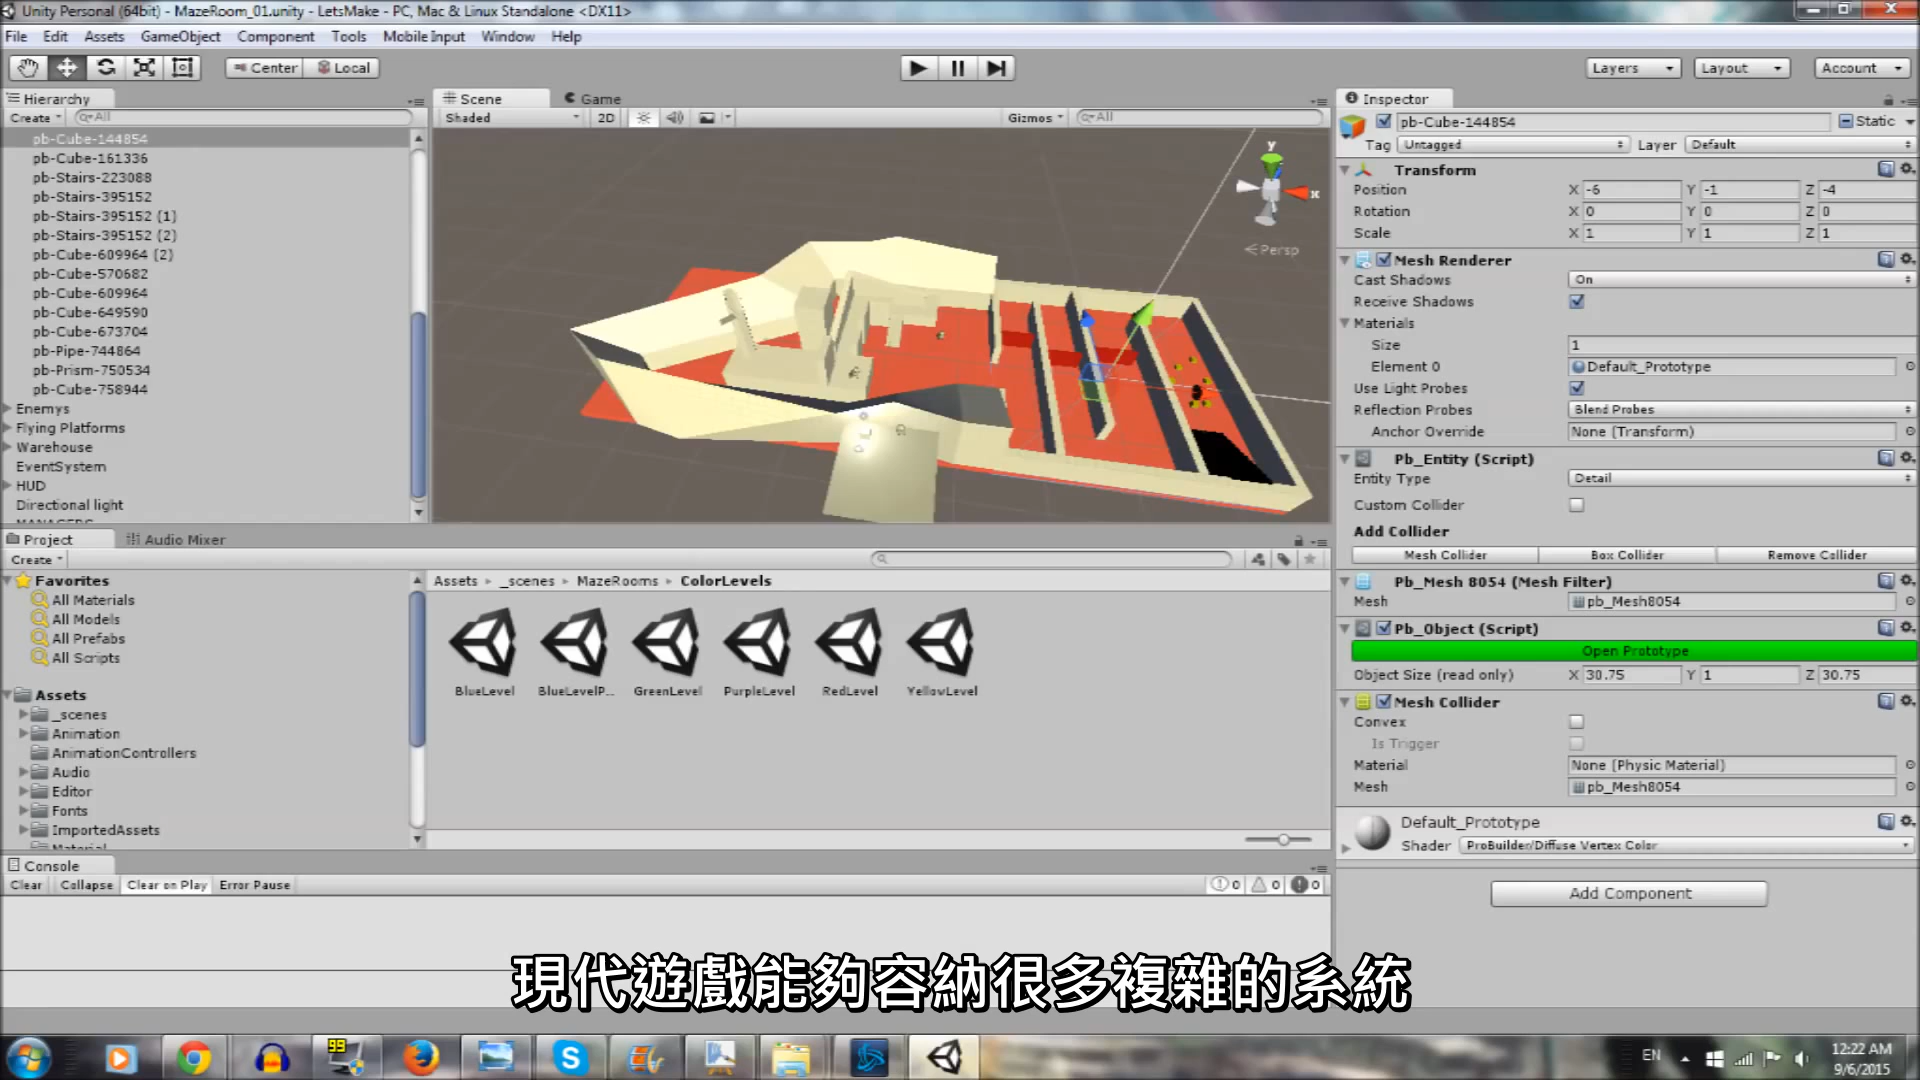 Unity Personal (64bit) - MazeRoom_01.unity - LetsMake - PC, Mac & Linux Standalone <DX11>
File Edit Assets GameObject Component Tools Mobile Input Window Help
Center Local
Layers Layout Account
Hierarchy
Create All
pb-Cube-144854
pb-Cube-161336
pb-Stairs-223088
pb-Stairs-395152
pb-Stairs-395152 (1)
pb-Stairs-395152 (2)
pb-Cube-609964 (2)
pb-Cube-570682
pb-Cube-609964
pb-Cube-649590
pb-Cube-673704
pb-Pipe-744864
pb-Prism-750534
pb-Cube-758944
Enemys
Flying Platforms
Warehouse
EventSystem
HUD
Directional light
Scene Game
Shaded 2D Gizmos All
y
x
Persp
Inspector
pb-Cube-144854 Static
Tag Untagged Layer Default
Transform
Position X -6 Y -1 Z -4
Rotation X 0 Y 0 Z 0
Scale X 1 Y 1 Z 1
Mesh Renderer
Cast Shadows On
Receive Shadows
Materials
Size 1
Element 0 Default_Prototype
Use Light Probes
Reflection Probes Blend Probes
Anchor Override None (Transform)
Pb_Entity (Script)
Entity Type Detail
Custom Collider
Add Collider
Mesh Collider Box Collider Remove Collider
Pb_Mesh 8054 (Mesh Filter)
Mesh pb_Mesh8054
Pb_Object (Script)
Open Prototype
Object Size (read only) X 30.75 Y 1 Z 30.75
Mesh Collider
Convex
Is Trigger
Material None (Physic Material)
Mesh pb_Mesh8054
Default_Prototype
Shader ProBuilder/Diffuse Vertex Color
Add Component
Project Audio Mixer
Create
Favorites
All Materials
All Models
All Prefabs
All Scripts
Assets
_scenes
Animation
AnimationControllers
Audio
Editor
Fonts
ImportedAssets
Material
Assets _scenes MazeRooms ColorLevels
BlueLevel BlueLevelP... GreenLevel PurpleLevel RedLevel YellowLevel
Console
Clear Collapse Clear on Play Error Pause 0 0 0
現代遊戲能夠容納很多複雜的系統
99
EN
12:22 AM
9/6/2015